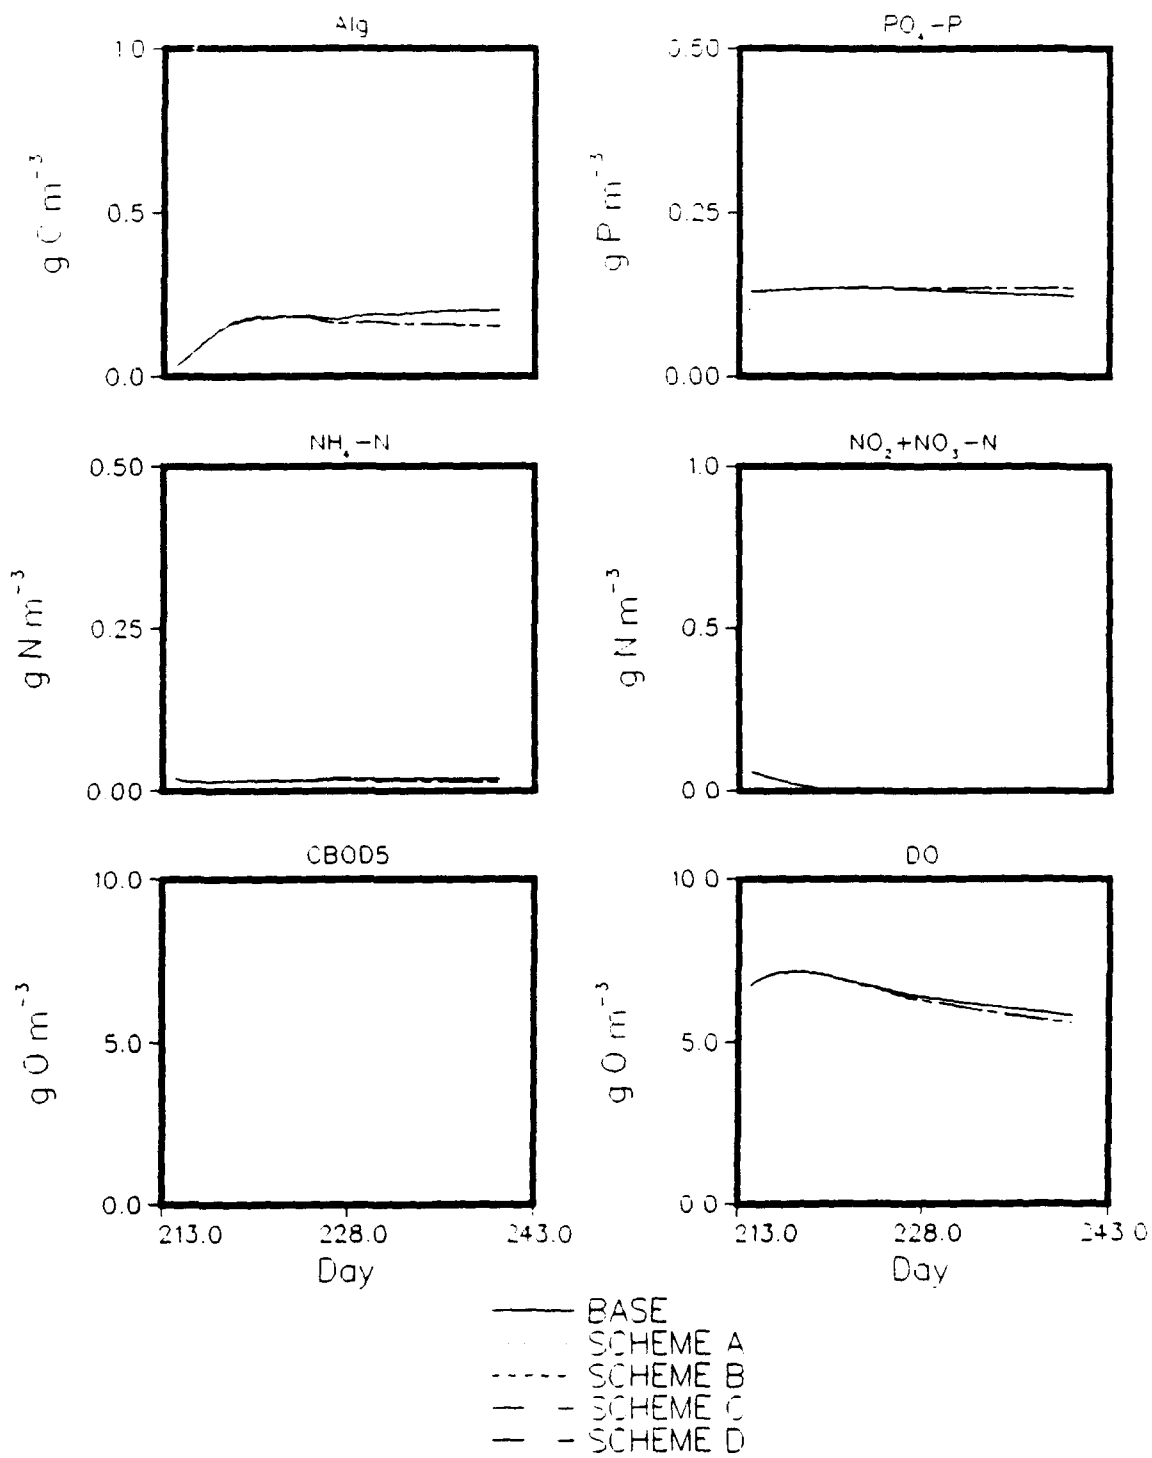 Alg
1.0
0.5
0.0
g C m⁻³
PO₄-P
0.50
0.25
0.00
g P m⁻³
NH₄-N
0.50
0.25
0.00
g N m⁻³
NO₂+NO₃-N
1.0
0.5
0.0
g N m⁻³
CBOD5
10.0
5.0
0.0
g O m⁻³
213.0 228.0 243.0
Day
DO
10.0
5.0
0.0
g O m⁻³
213.0 228.0 243.0
Day
BASE
SCHEME A
SCHEME B
SCHEME C
SCHEME D